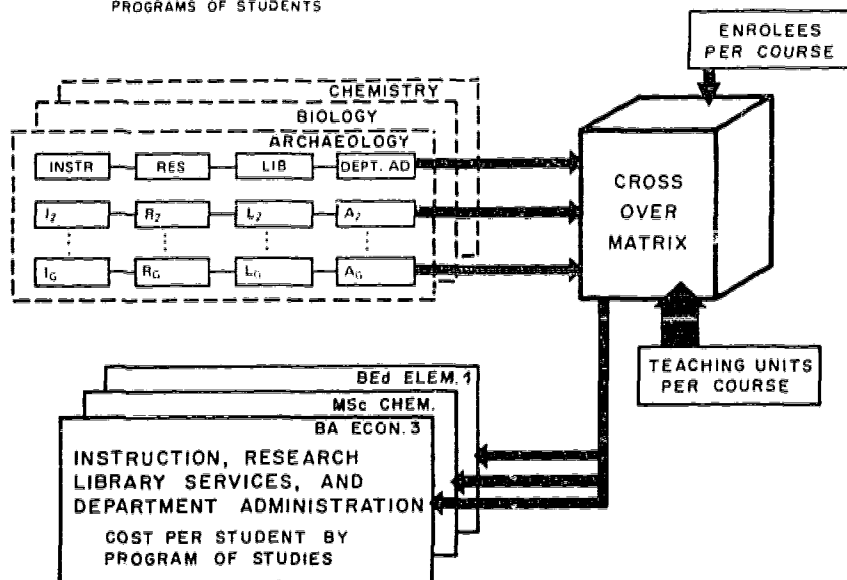 PROGRAMS OF STUDENTS
ENROLEES
PER COURSE
CHEMISTRY
BIOLOGY
ARCHAEOLOGY
INSTR RES LIB DEPT. AD
I2 R2 L2 A2
IG RG LG AG
CROSS
OVER
MATRIX
TEACHING UNITS
PER COURSE
BEd ELEM. 1
MSc CHEM.
BA ECON. 3
INSTRUCTION, RESEARCH
LIBRARY SERVICES, AND
DEPARTMENT ADMINISTRATION
COST PER STUDENT BY
PROGRAM OF STUDIES